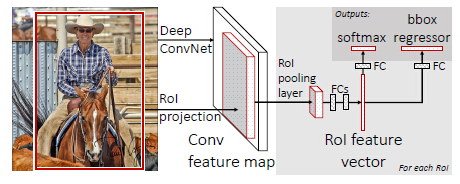 Deep
ConvNet
RoI
projection
Conv
feature map
RoI
pooling
layer
FCs
Outputs:
softmax
bbox
regressor
FC
FC
RoI feature
vector
For each RoI